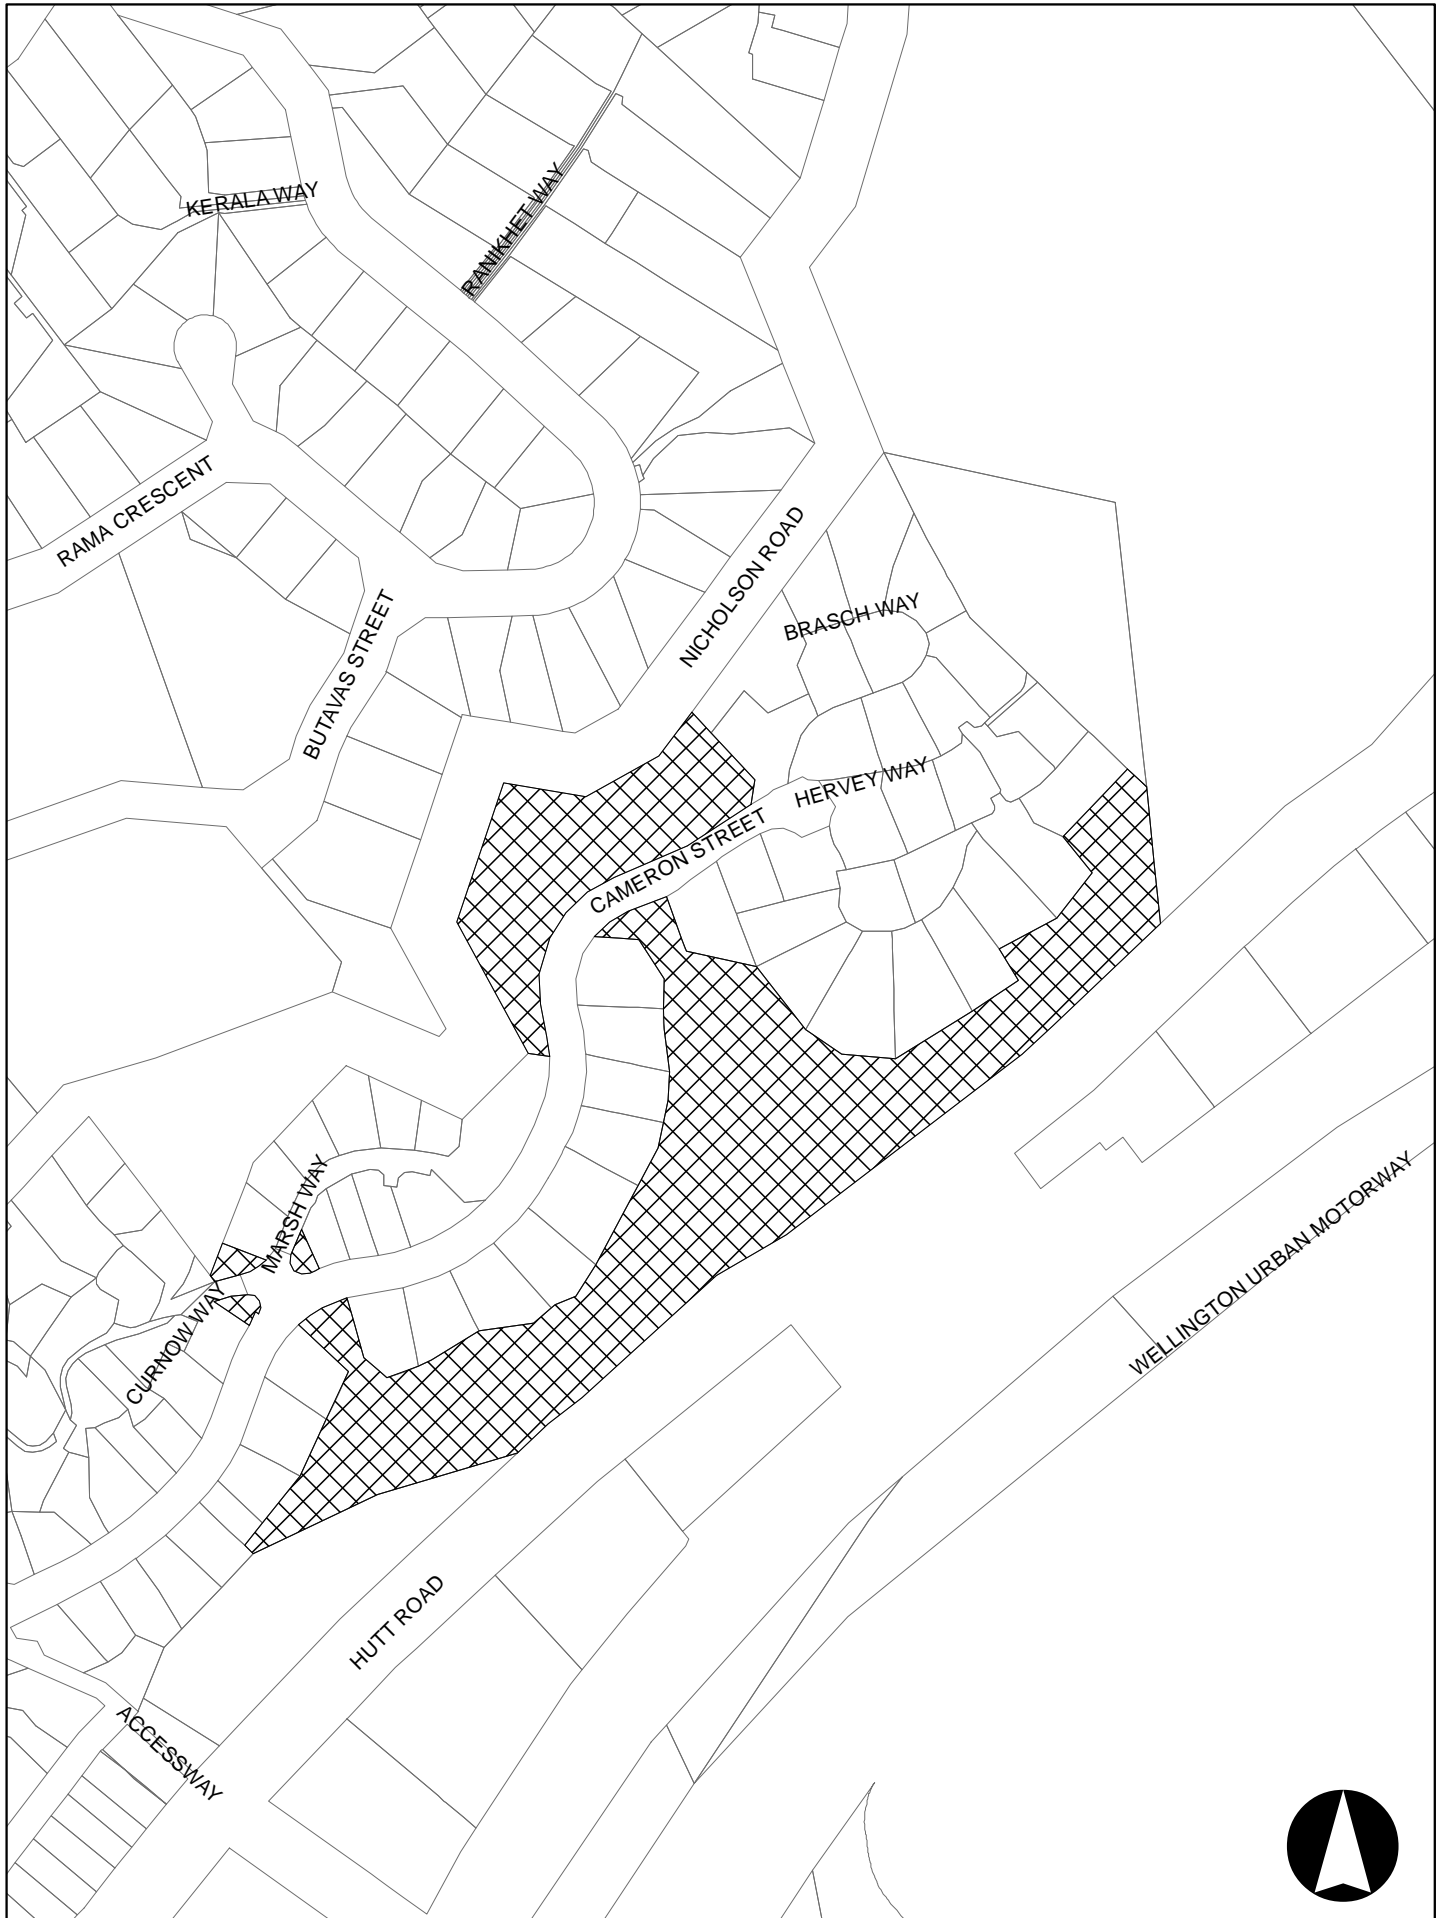 KERALA WAY
RANIKHET WAY
RAMA CRESCENT
NICHOLSON ROAD
BUTAVAS STREET
BRASCH WAY
HERVEY WAY
CAMERON STREET
MARSH WAY
CURNOW WAY
WELLINGTON URBAN MOTORWAY
HUTT ROAD
ACCESSWAY